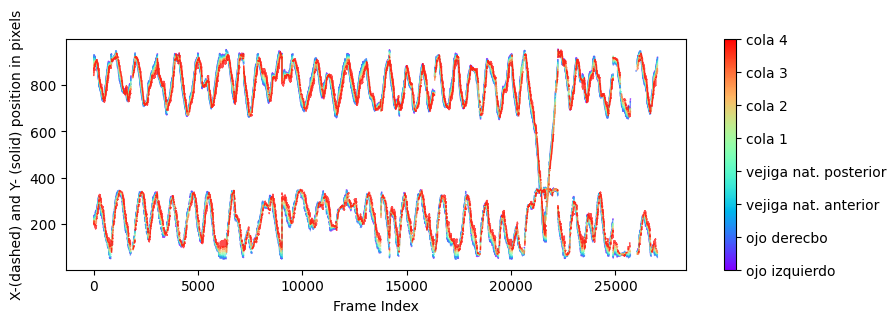 X-(dashed) and Y- (solid) position in pixels
800
600
400
200
0
5000
10000
15000
20000
25000
Frame Index
cola 4
cola 3
cola 2
cola 1
vejiga nat. posterior
vejiga nat. anterior
ojo derecbo
ojo izquierdo